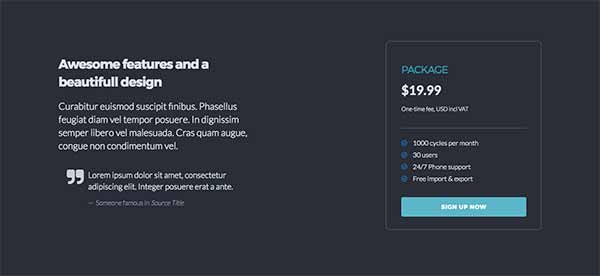 Awesome features and a
beautifull design
Curabitur euismod suscipit finibus. Phasellus
feugiat diam vel tempor posuere. In dignissim
semper libero vel malesuada. Cras quam augue,
congue non condimentum vel.
Lorem ipsum dolor sit amet, consectetur
adipiscing elit. Integer posuere erat a ante.
— Someone famous in Source Title
PACKAGE
$19.99
One-time fee, USD incl VAT
1000 cycles per month
30 users
24/7 Phone support
Free import & export
SIGN UP NOW